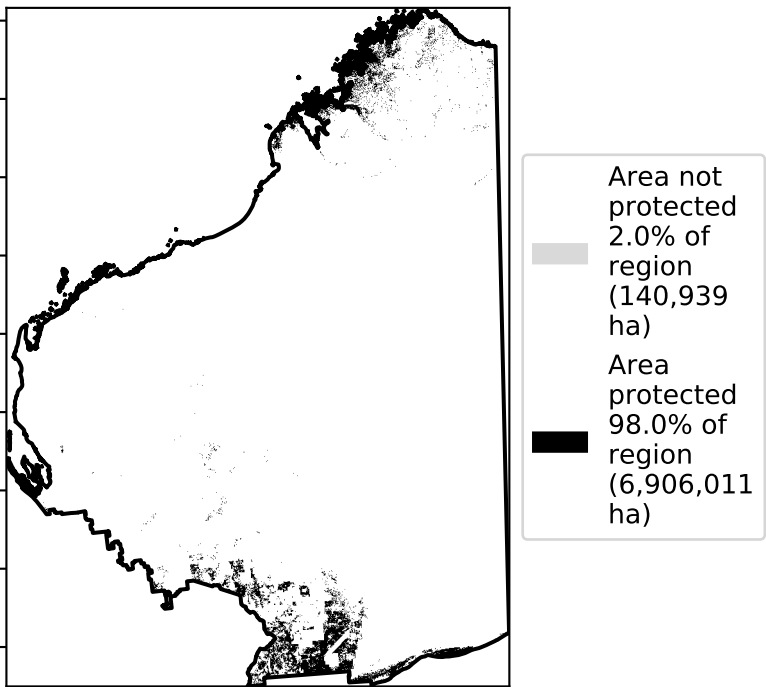 Area not
protected
2.0% of
region
(140,939
ha)
Area
protected
98.0% of
region
(6,906,011
ha)